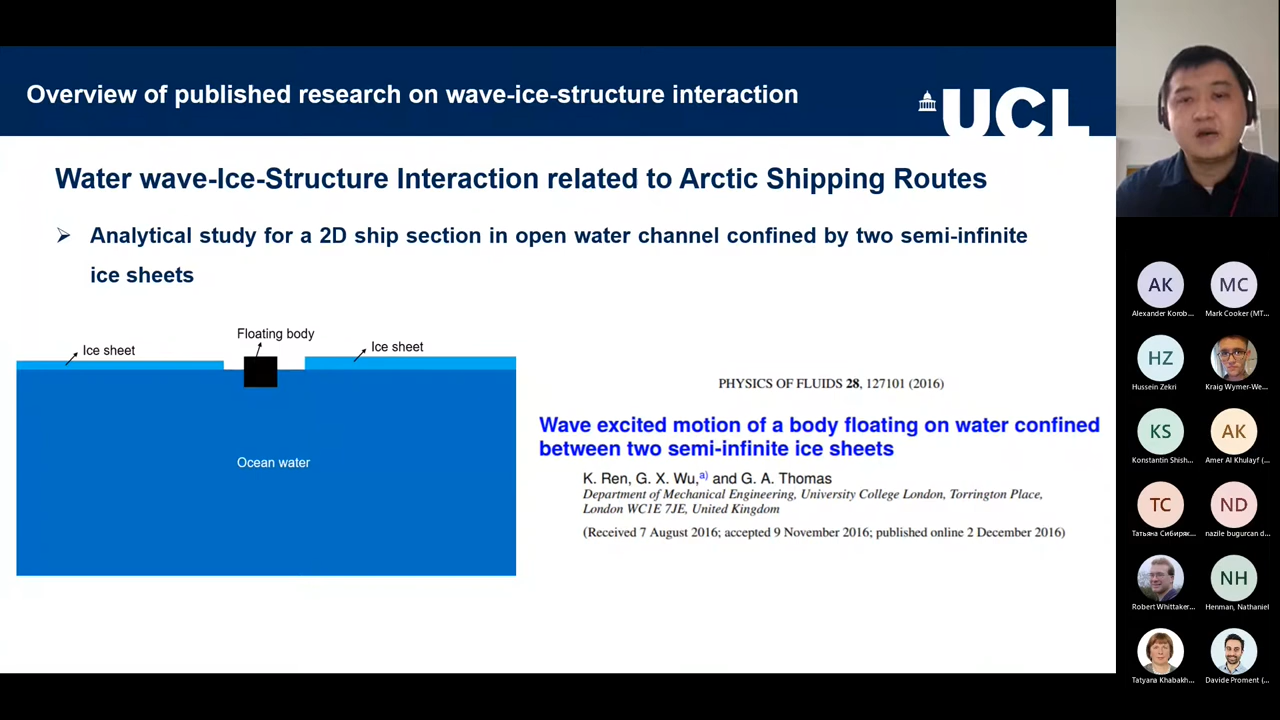 Overview of published research on wave-ice-structure interaction
UCL
Water wave-Ice-Structure Interaction related to Arctic Shipping Routes
➢ Analytical study for a 2D ship section in open water channel confined by two semi-infinite
ice sheets
Floating body
Ice sheet
Ice sheet
Ocean water
PHYSICS OF FLUIDS 28, 127101 (2016)
Wave excited motion of a body floating on water confined
between two semi-infinite ice sheets
K. Ren, G. X. Wu,a) and G. A. Thomas
Department of Mechanical Engineering, University College London, Torrington Place,
London WC1E 7JE, United Kingdom
(Received 7 August 2016; accepted 9 November 2016; published online 2 December 2016)
AK
MC
Alexander Korob...
Mark Cooker (MT...
HZ
Hussein Zekri
Kraig Wymer-We...
KS
AK
Konstantin Shish...
Amer Al Khulayf (...
TC
ND
Татьяна Сибиряк...
nazile bugurcan d...
NH
Robert Whittaker...
Henman, Nathaniel
Tatyana Khabakh...
Davide Proment (...